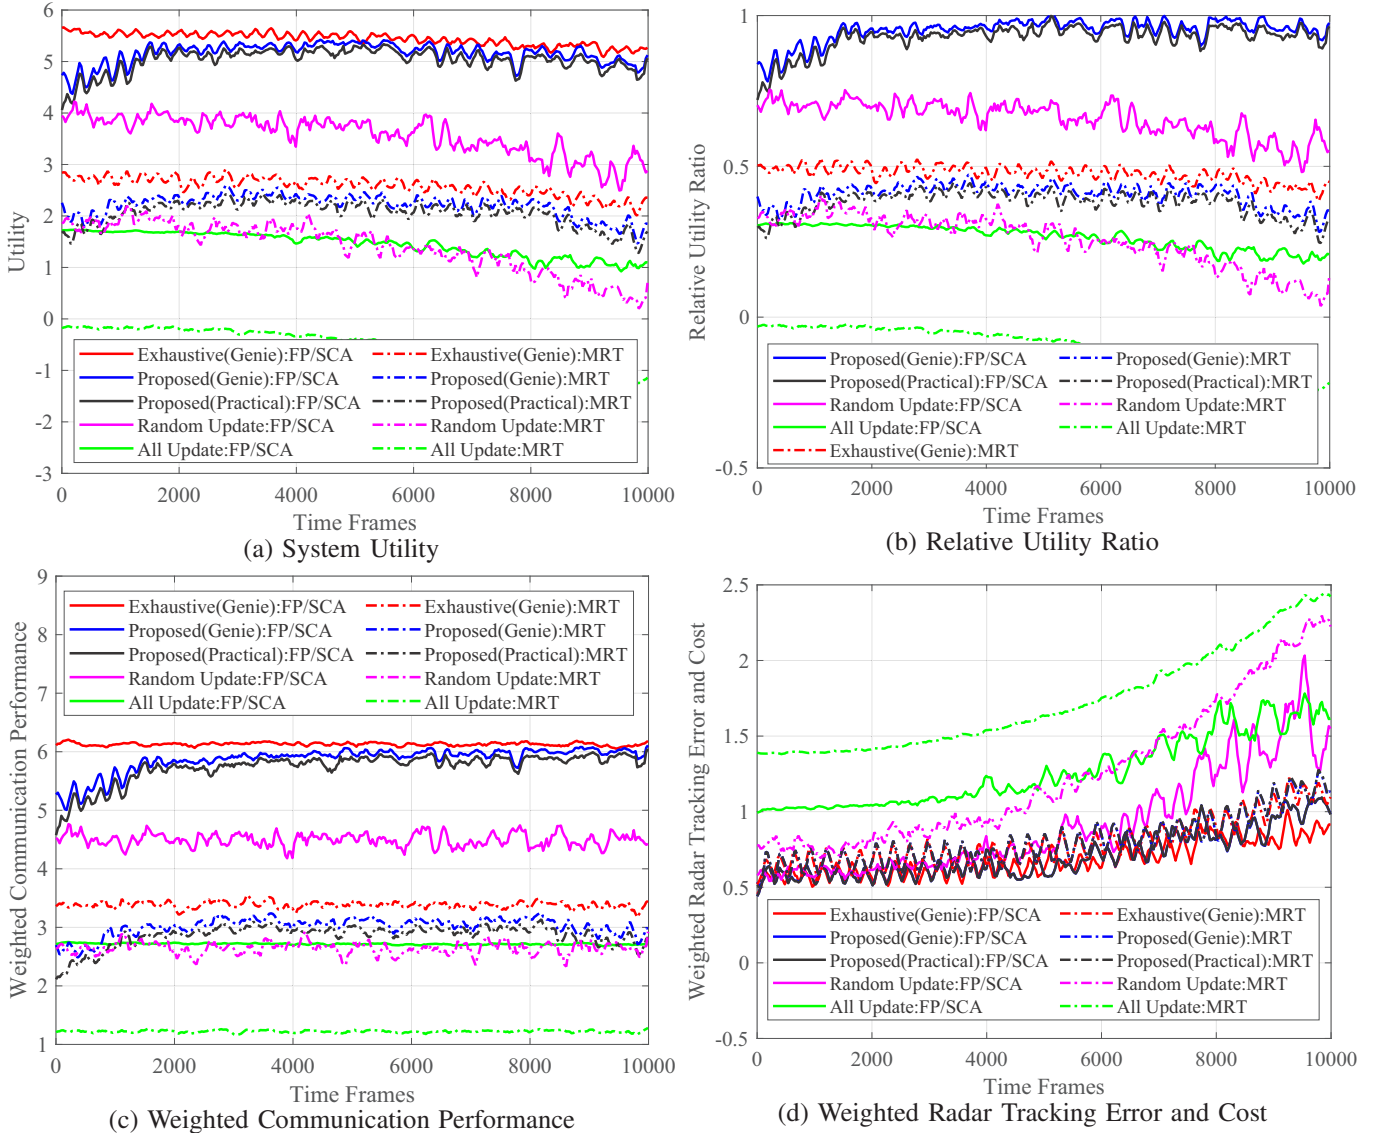 6
5
4
3
2
1
0
-1
-2
-3
Utility
Exhaustive(Genie):FP/SCA
Proposed(Genie):FP/SCA
Proposed(Practical):FP/SCA
Random Update:FP/SCA
All Update:FP/SCA
Exhaustive(Genie):MRT
Proposed(Genie):MRT
Proposed(Practical):MRT
Random Update:MRT
All Update:MRT
0 2000 4000 6000 8000 10000
Time Frames
(a) System Utility
1
0.5
0
-0.5
Relative Utility Ratio
Proposed(Genie):FP/SCA
Proposed(Practical):FP/SCA
Random Update:FP/SCA
All Update:FP/SCA
Exhaustive(Genie):MRT
Proposed(Genie):MRT
Proposed(Practical):MRT
Random Update:MRT
All Update:MRT
0 2000 4000 6000 8000 10000
Time Frames
(b) Relative Utility Ratio
9
8
7
6
5
4
3
2
1
Weighted Communication Performance
Exhaustive(Genie):FP/SCA
Proposed(Genie):FP/SCA
Proposed(Practical):FP/SCA
Random Update:FP/SCA
All Update:FP/SCA
Exhaustive(Genie):MRT
Proposed(Genie):MRT
Proposed(Practical):MRT
Random Update:MRT
All Update:MRT
0 2000 4000 6000 8000 10000
Time Frames
(c) Weighted Communication Performance
2.5
2
1.5
1
0.5
0
-0.5
Weighted Radar Tracking Error and Cost
Exhaustive(Genie):FP/SCA
Proposed(Genie):FP/SCA
Proposed(Practical):FP/SCA
Random Update:FP/SCA
All Update:FP/SCA
Exhaustive(Genie):MRT
Proposed(Genie):MRT
Proposed(Practical):MRT
Random Update:MRT
All Update:MRT
0 2000 4000 6000 8000 10000
Time Frames
(d) Weighted Radar Tracking Error and Cost